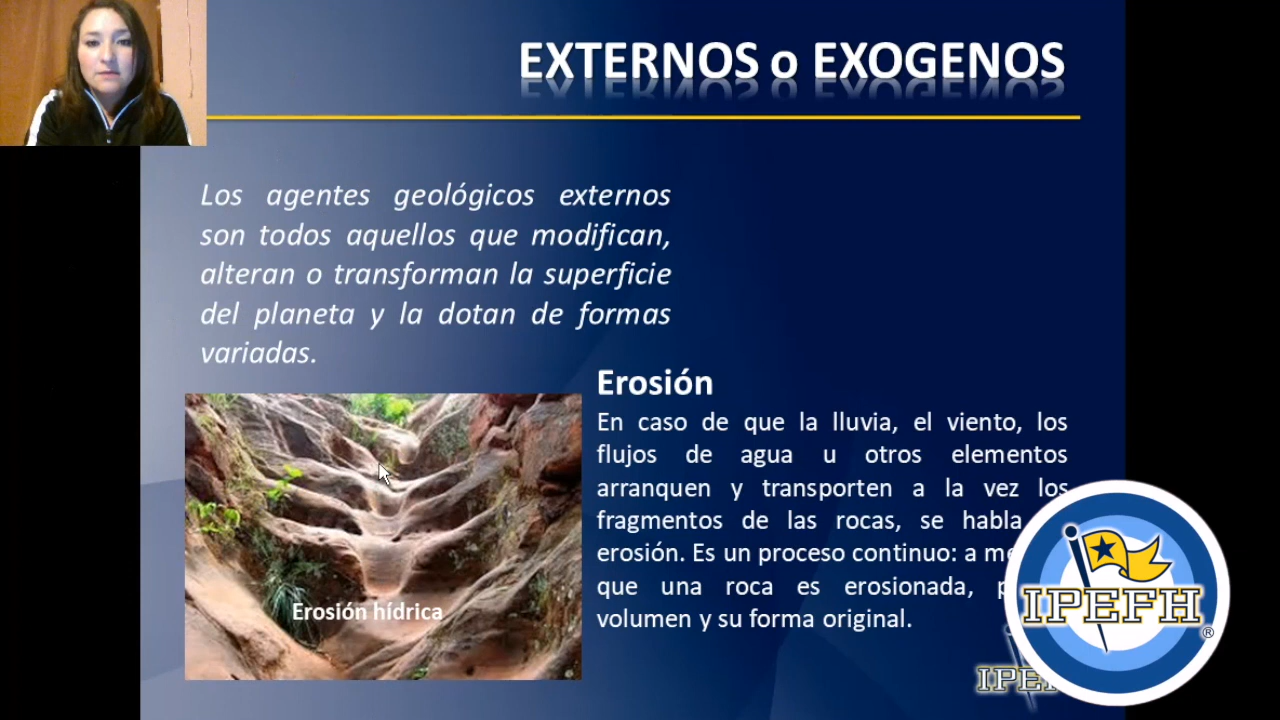 EXTERNOS o EXOGENOS
Los agentes geológicos externos
son todos aquellos que modifican,
alteran o transforman la superficie
del planeta y la dotan de formas
variadas.
Erosión
En caso de que la lluvia, el viento, los
flujos de agua u otros elementos
arranquen y transporten a la vez los
fragmentos de las rocas, se habla
erosión. Es un proceso continuo: a
que una roca es erosionada,
volumen y su forma original.
Erosión hídrica
IPEFH
®